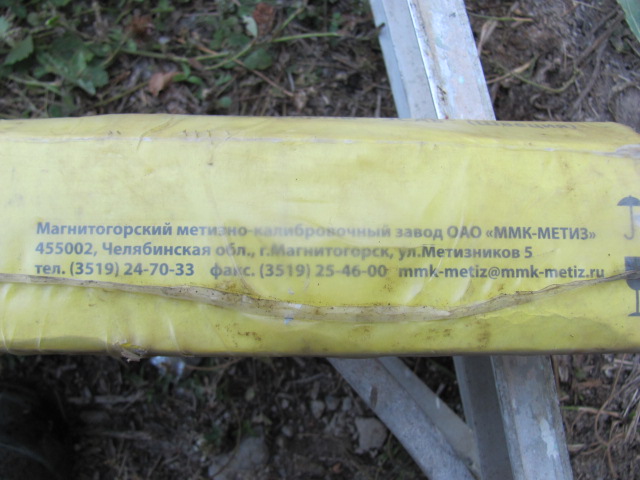 Магнитогорский метизно-калибровочный завод ОАО «ММК-МЕТИЗ»
455002, Челябинская обл., г.Магнитогорск, ул.Метизников 5
тел. (3519) 24-70-33 факс. (3519) 25-46-00 mmk-metiz@mmk-metiz.ru